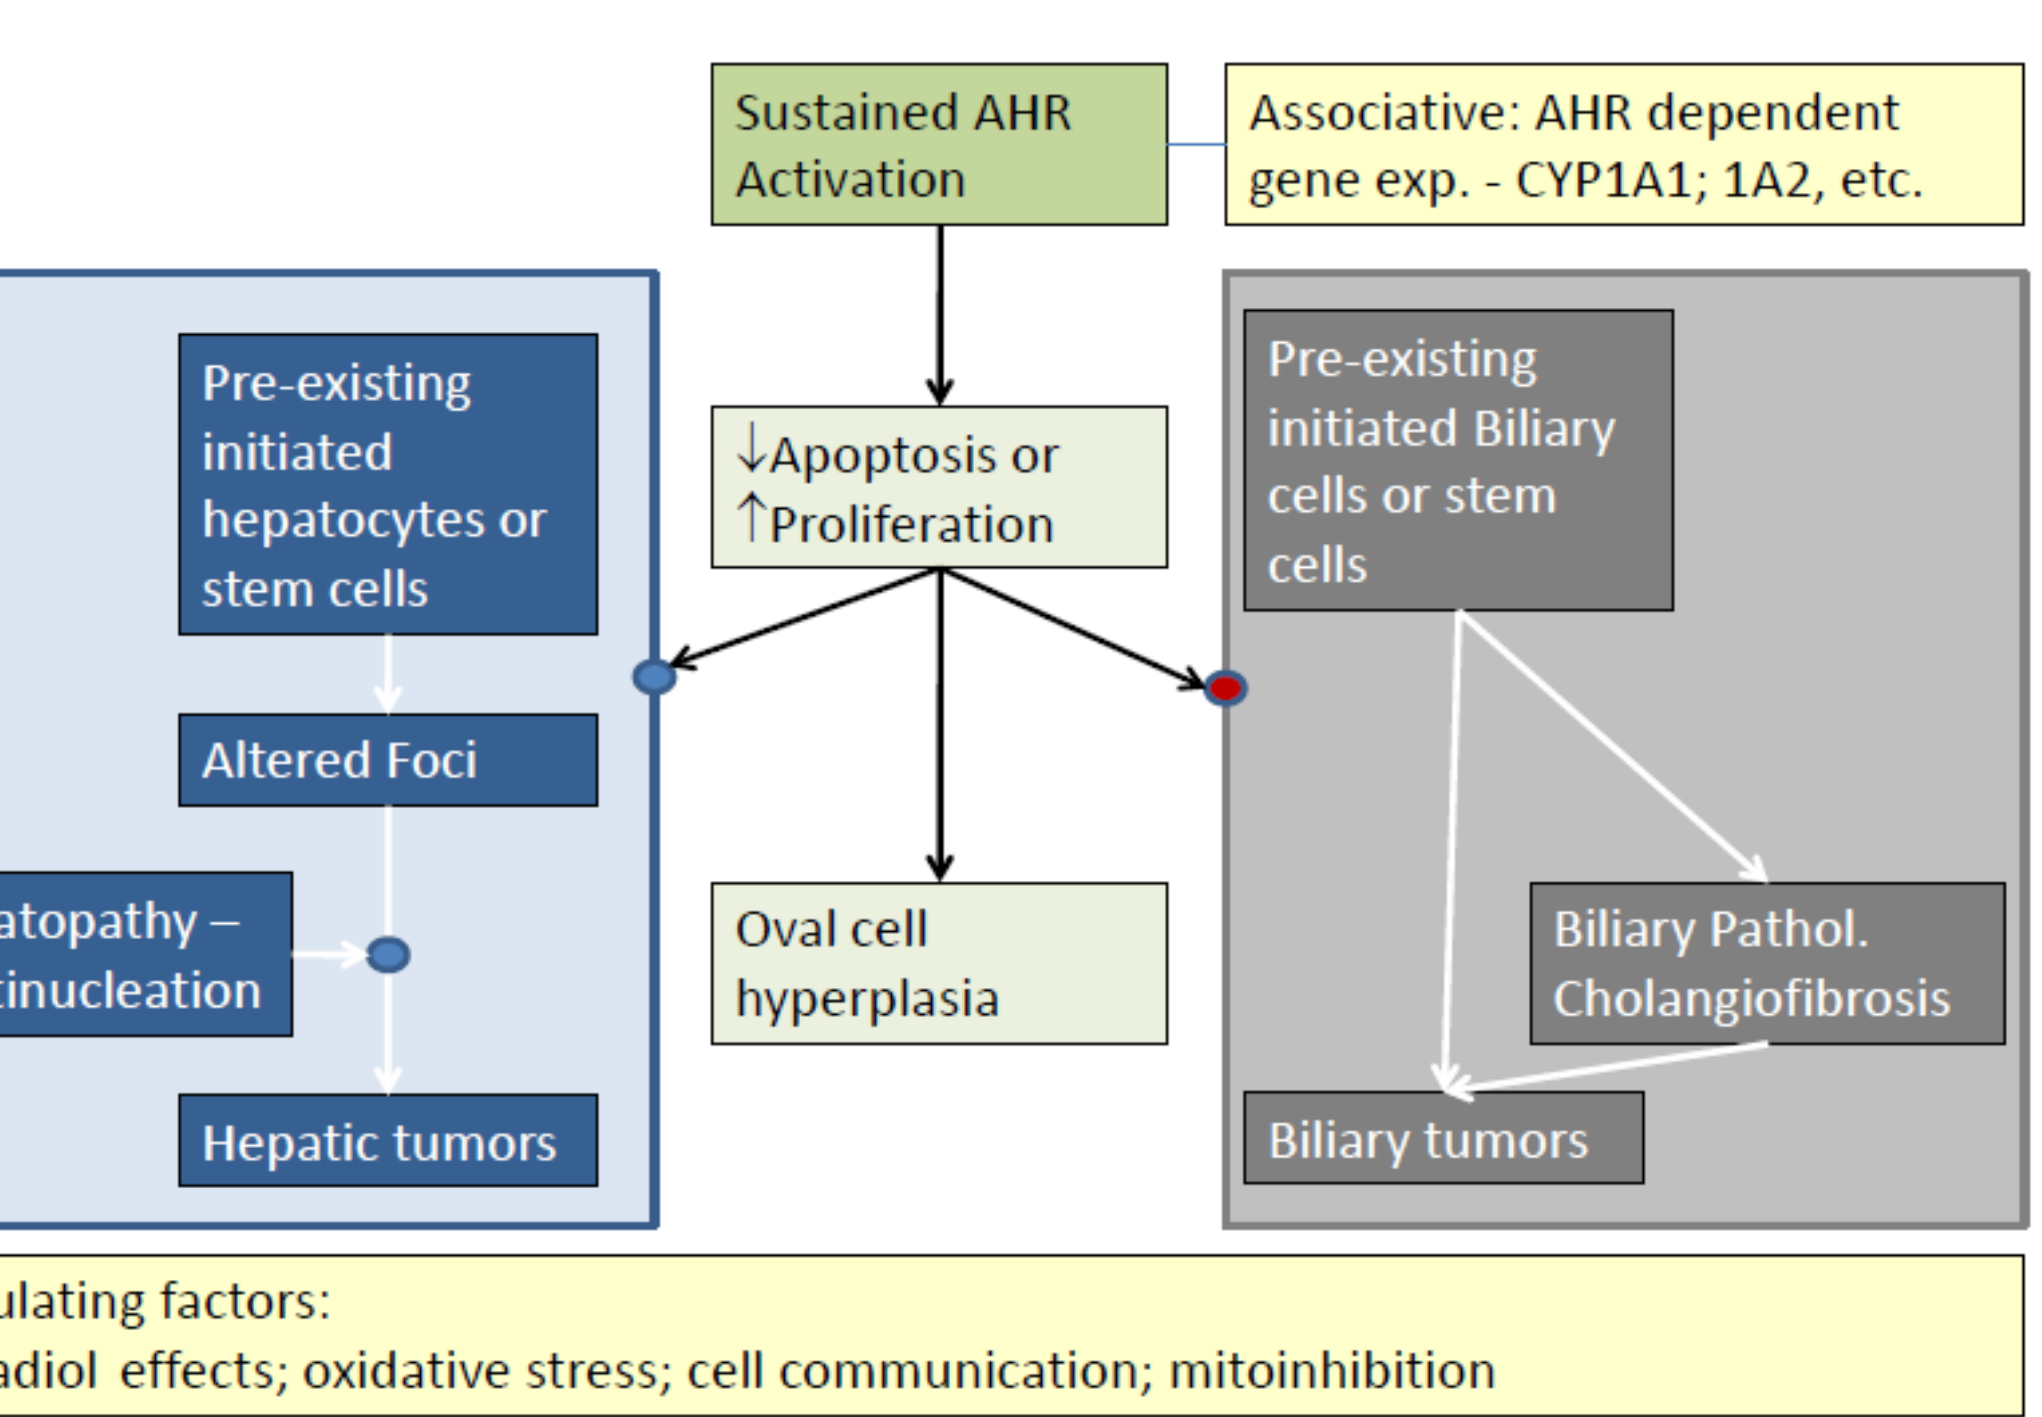 Sustained AHR
Activation
Associative: AHR dependent
gene exp. - CYP1A1; 1A2, etc.
Pre-existing
initiated
hepatocytes or
stem cells
↓Apoptosis or
↑Proliferation
Pre-existing
initiated Biliary
cells or stem
cells
Altered Foci
atopathy –
tinucleation
Oval cell
hyperplasia
Biliary Pathol.
Cholangiofibrosis
Hepatic tumors
Biliary tumors
ulating factors:
adiol effects; oxidative stress; cell communication; mitoinhibition